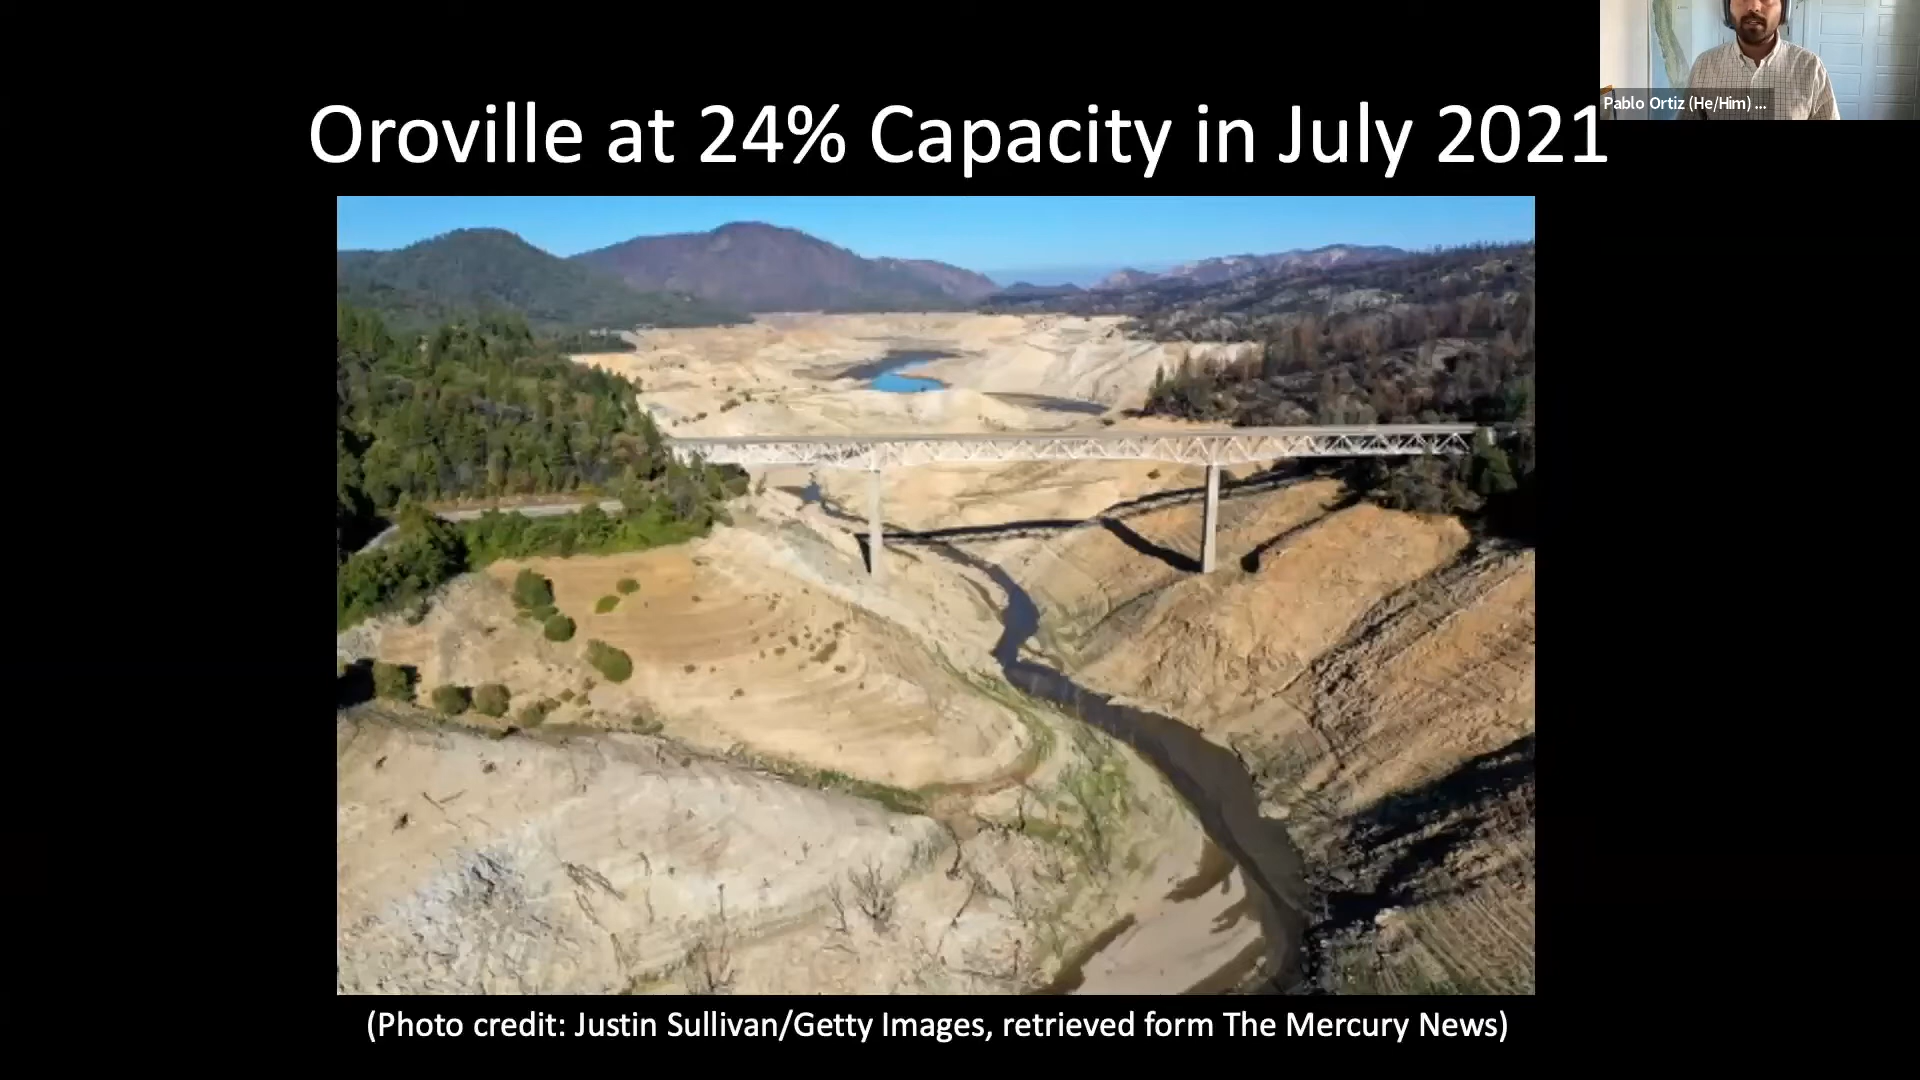 Oroville at 24% Capacity in July 2021
Pablo Ortiz (He/Him) ...
(Photo credit: Justin Sullivan/Getty Images, retrieved form The Mercury News)